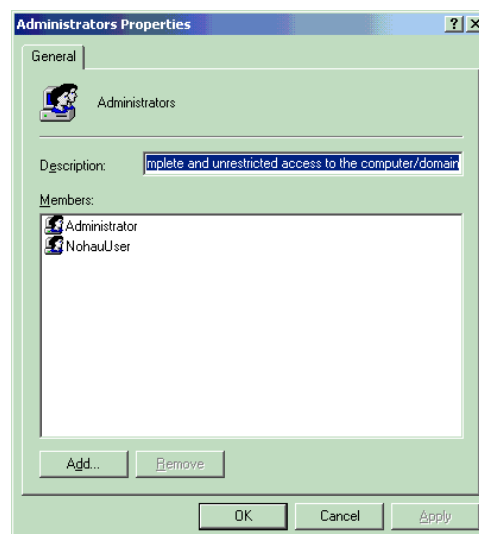 Administrators Properties
General
Administrators
Description:
mplete and unrestricted access to the computer/domain
Members:
Administrator
NohauUser
Add...
Remove
OK
Cancel
Apply